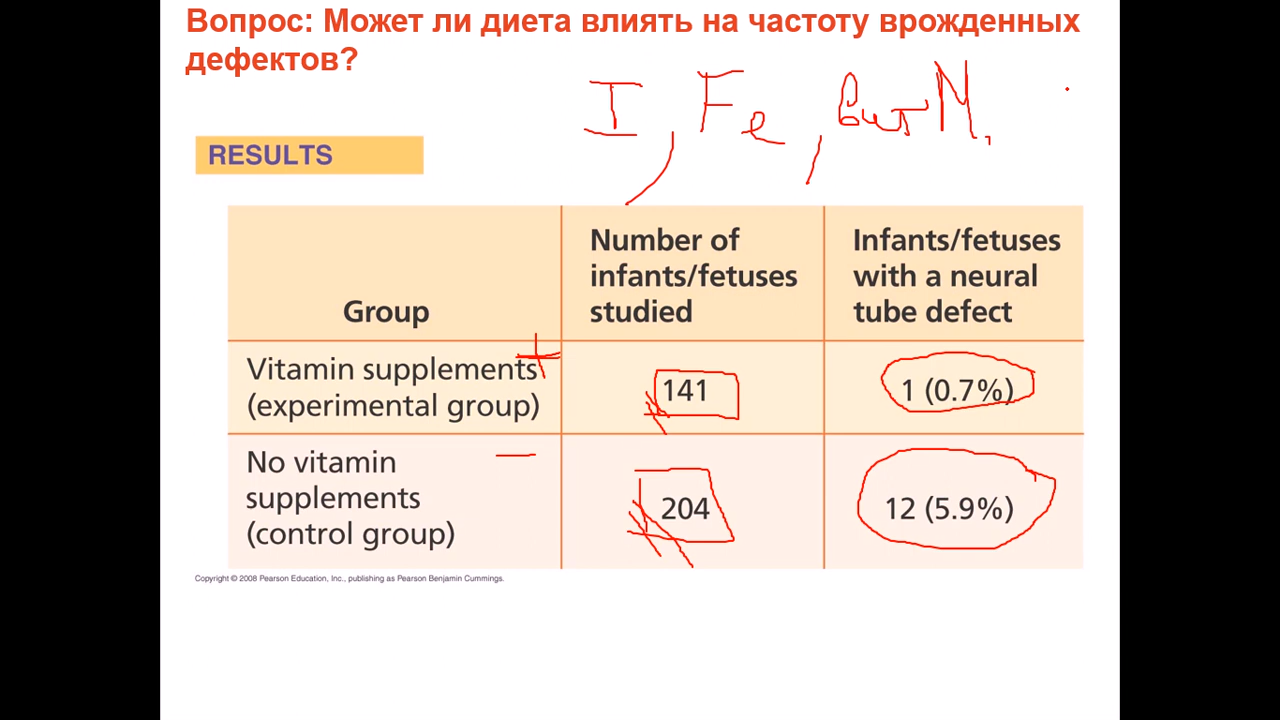 Вопрос: Может ли диета влиять на частоту врожденных
дефектов?
I, Fe, вит М,
RESULTS
Group
Number of
infants/fetuses
studied
Infants/fetuses
with a neural
tube defect
Vitamin supplements +
(experimental group)
141
1 (0.7%)
No vitamin —
supplements
(control group)
204
12 (5.9%)
Copyright © 2008 Pearson Education, Inc., publishing as Pearson Benjamin Cummings.